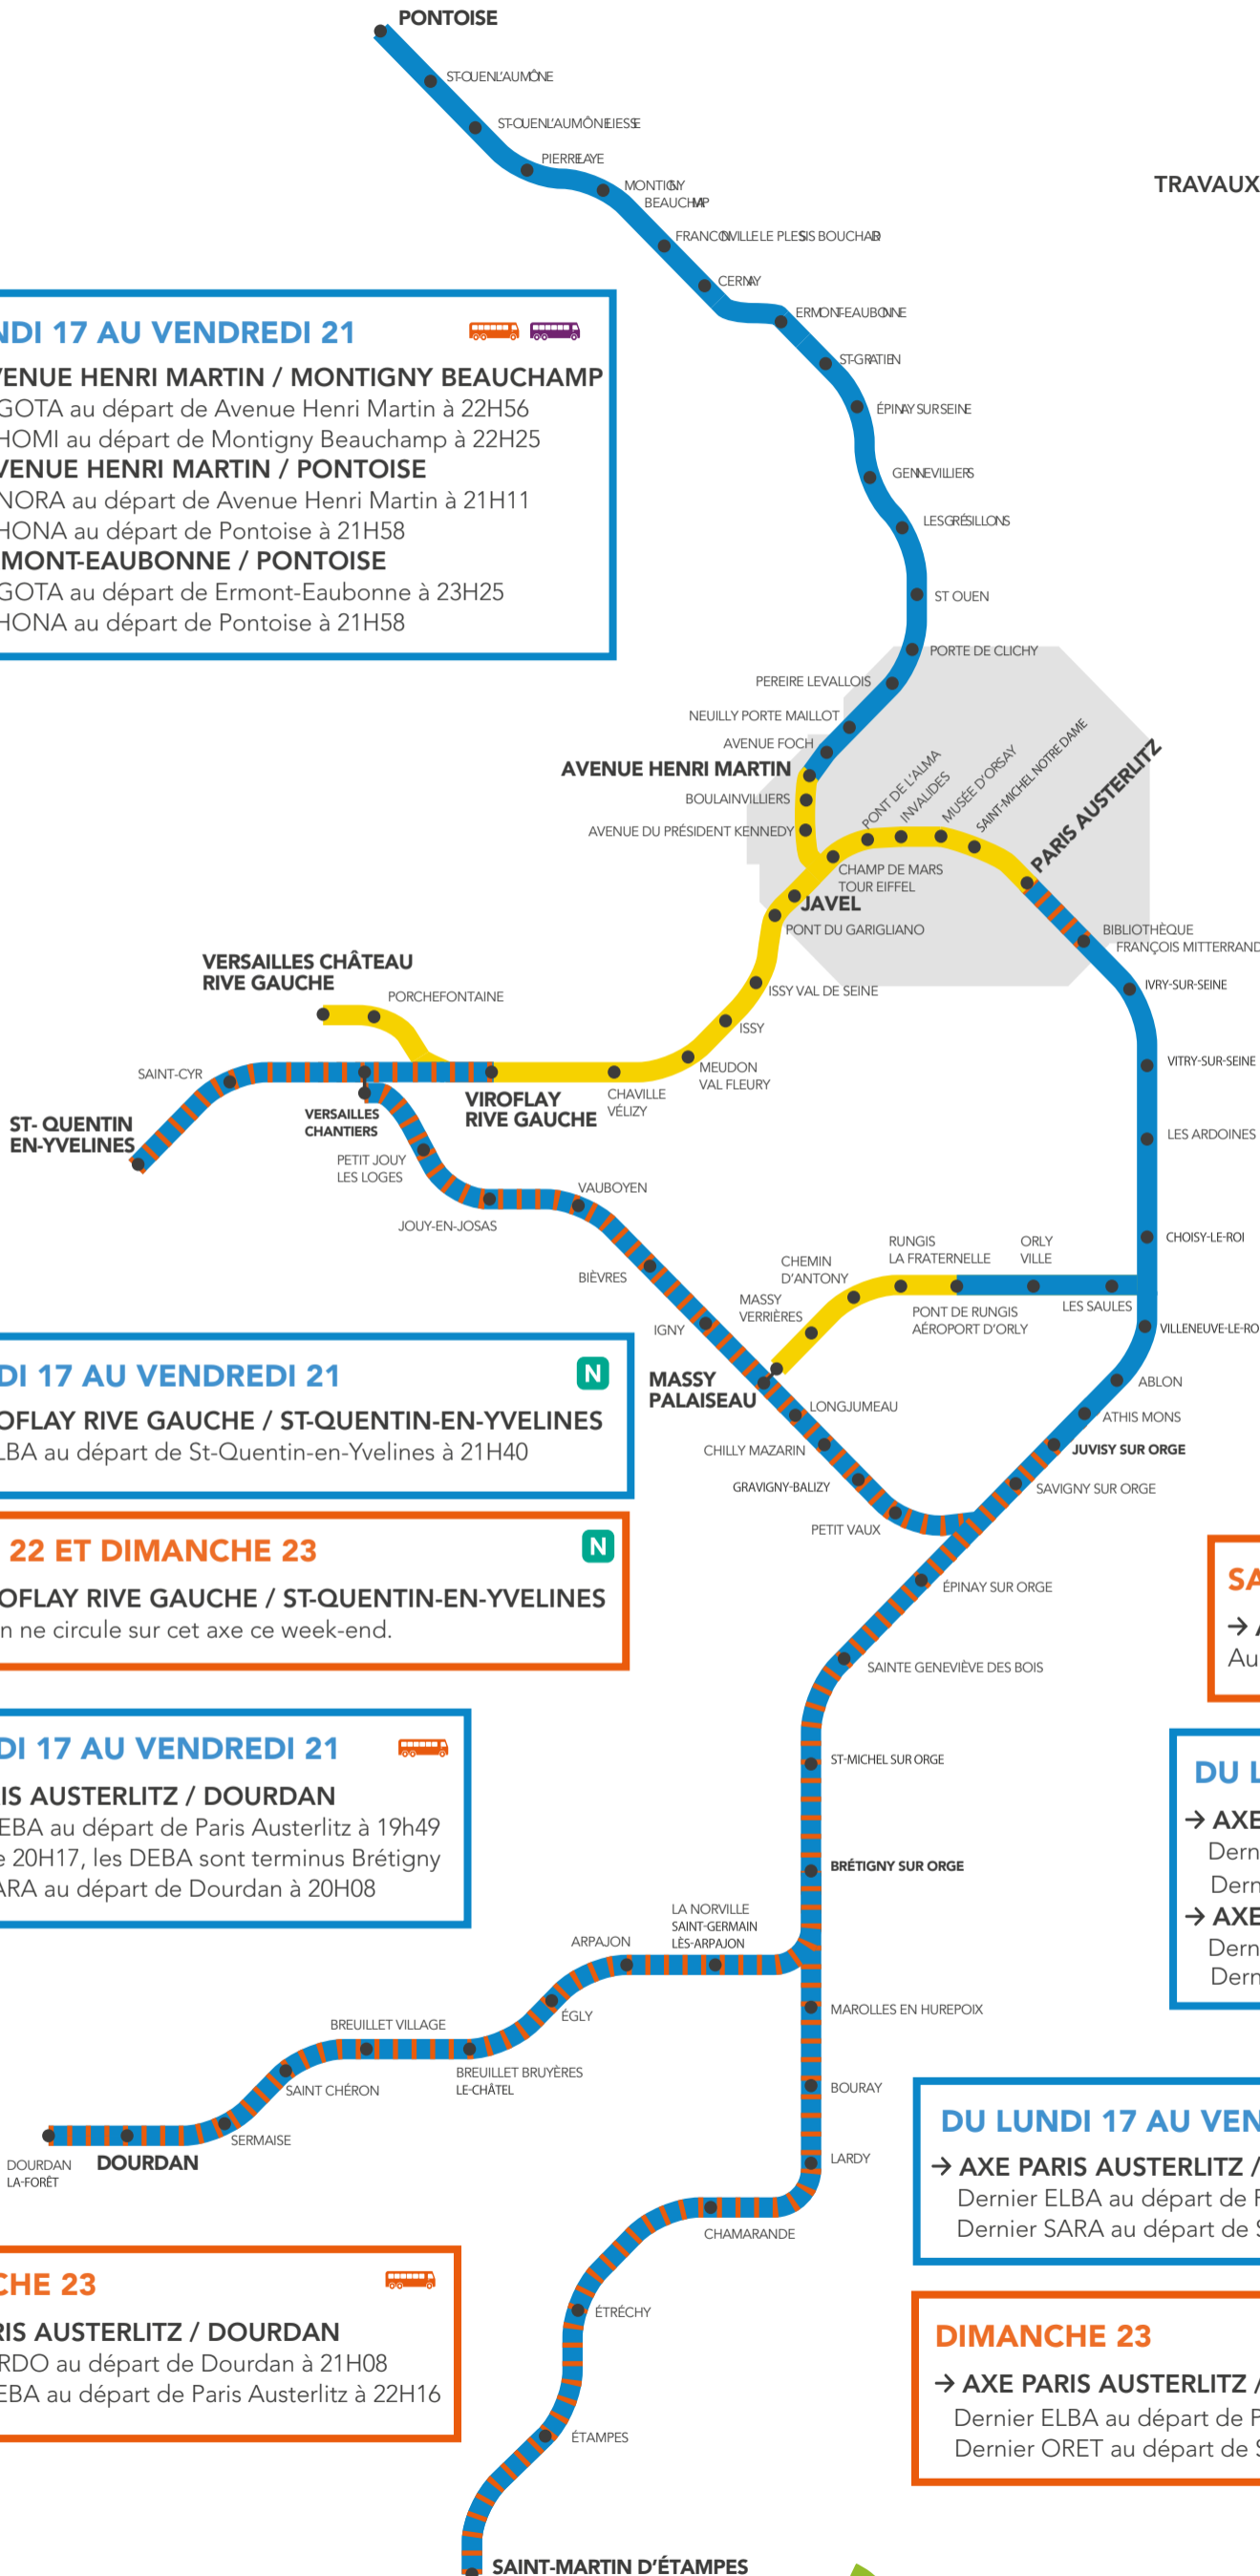 PONTOISE
ST-OUEN L'AUMÔNE
ST-OUEN L'AUMÔNE LIESSE
PIERRELAYE
MONTIGNY
BEAUCHAMP
TRAVAUX
FRANCONVILLE LE PLESSIS BOUCHARD
CERNAY
ERMONT-EAUBONNE
NDI 17 AU VENDREDI 21
ST-GRATIEN
VENUE HENRI MARTIN / MONTIGNY BEAUCHAMP
GOTA au départ de Avenue Henri Martin à 22H56
HOMI au départ de Montigny Beauchamp à 22H25
VENUE HENRI MARTIN / PONTOISE
NORA au départ de Avenue Henri Martin à 21H11
HONA au départ de Pontoise à 21H58
MONT-EAUBONNE / PONTOISE
GOTA au départ de Ermont-Eaubonne à 23H25
HONA au départ de Pontoise à 21H58
ÉPINAY SUR SEINE
GENNEVILLIERS
LES GRÉSILLONS
ST OUEN
PORTE DE CLICHY
PEREIRE LEVALLOIS
NEUILLY PORTE MAILLOT
AVENUE FOCH
AVENUE HENRI MARTIN
BOULAINVILLIERS
AVENUE DU PRÉSIDENT KENNEDY
PONT DE L'ALMA
INVALIDES
MUSÉE D'ORSAY
SAINT-MICHEL NOTRE DAME
PARIS AUSTERLITZ
CHAMP DE MARS
TOUR EIFFEL
JAVEL
PONT DU GARIGLIANO
BIBLIOTHÈQUE
FRANÇOIS MITTERRAND
VERSAILLES CHÂTEAU
RIVE GAUCHE
PORCHEFONTAINE
ISSY VAL DE SEINE
IVRY-SUR-SEINE
ISSY
MEUDON
VAL FLEURY
VITRY-SUR-SEINE
SAINT-CYR
CHAVILLE
VÉLIZY
VIROFLAY
RIVE GAUCHE
VERSAILLES
CHANTIERS
ST- QUENTIN
EN-YVELINES
LES ARDOINES
PETIT JOUY
LES LOGES
VAUBOYEN
JOUY-EN-JOSAS
CHOISY-LE-ROI
RUNGIS
LA FRATERNELLE
ORLY
VILLE
CHEMIN
D'ANTONY
BIÈVRES
MASSY
VERRIÈRES
PONT DE RUNGIS
AÉROPORT D'ORLY
LES SAULES
IGNY
VILLENEUVE-LE-RO
MASSY
PALAISEAU
ABLON
LONGJUMEAU
ATHIS MONS
CHILLY MAZARIN
JUVISY SUR ORGE
GRAVIGNY-BALIZY
SAVIGNY SUR ORGE
PETIT VAUX
DI 17 AU VENDREDI 21
N
OFLAY RIVE GAUCHE / ST-QUENTIN-EN-YVELINES
LBA au départ de St-Quentin-en-Yvelines à 21H40
22 ET DIMANCHE 23
N
OFLAY RIVE GAUCHE / ST-QUENTIN-EN-YVELINES
n ne circule sur cet axe ce week-end.
ÉPINAY SUR ORGE
SA
→ A
Au
SAINTE GENEVIÈVE DES BOIS
DI 17 AU VENDREDI 21
IS AUSTERLITZ / DOURDAN
EBA au départ de Paris Austerlitz à 19h49
e 20H17, les DEBA sont terminus Brétigny
ARA au départ de Dourdan à 20H08
ST-MICHEL SUR ORGE
DU L
→ AXE
Dern
Dern
→ AXE
Dern
Dern
BRÉTIGNY SUR ORGE
LA NORVILLE
SAINT-GERMAIN
LÈS-ARPAJON
ARPAJON
ÉGLY
MAROLLES EN HUREPOIX
BREUILLET VILLAGE
BREUILLET BRUYÈRES
LE-CHÂTEL
SAINT CHÉRON
BOURAY
SERMAISE
DOURDAN
LA-FORÊT
DOURDAN
LARDY
DU LUNDI 17 AU VEN
→ AXE PARIS AUSTERLITZ /
Dernier ELBA au départ de P
Dernier SARA au départ de S
CHAMARANDE
CHE 23
RIS AUSTERLITZ / DOURDAN
RDO au départ de Dourdan à 21H08
EBA au départ de Paris Austerlitz à 22H16
ÉTRÉCHY
DIMANCHE 23
→ AXE PARIS AUSTERLITZ /
Dernier ELBA au départ de P
Dernier ORET au départ de S
ÉTAMPES
SAINT-MARTIN D'ÉTAMPES